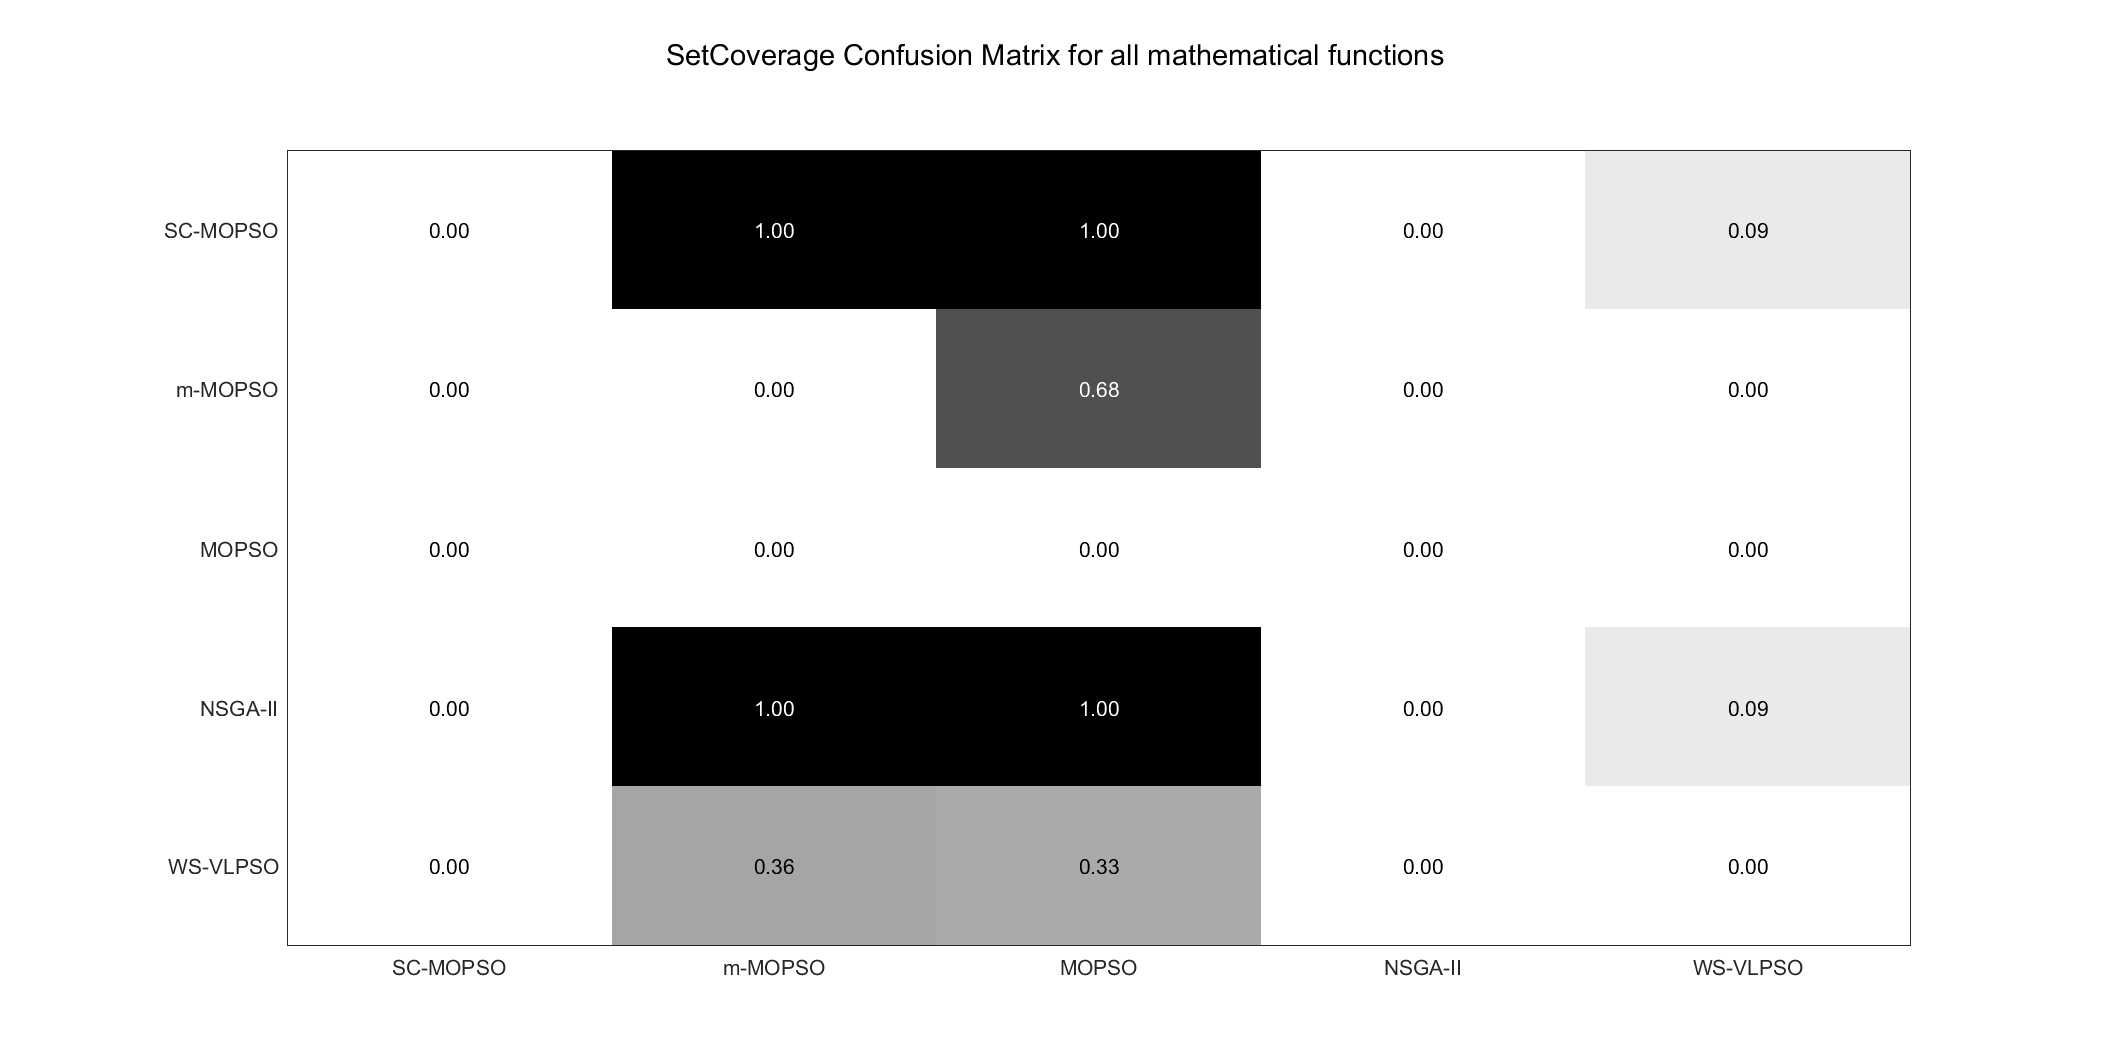 SetCoverage Confusion Matrix for all mathematical functions
SC-MOPSO 0.00 1.00 1.00 0.00 0.09
m-MOPSO 0.00 0.00 0.68 0.00 0.00
MOPSO 0.00 0.00 0.00 0.00 0.00
NSGA-II 0.00 1.00 1.00 0.00 0.09
WS-VLPSO 0.00 0.36 0.33 0.00 0.00
SC-MOPSO m-MOPSO MOPSO NSGA-II WS-VLPSO